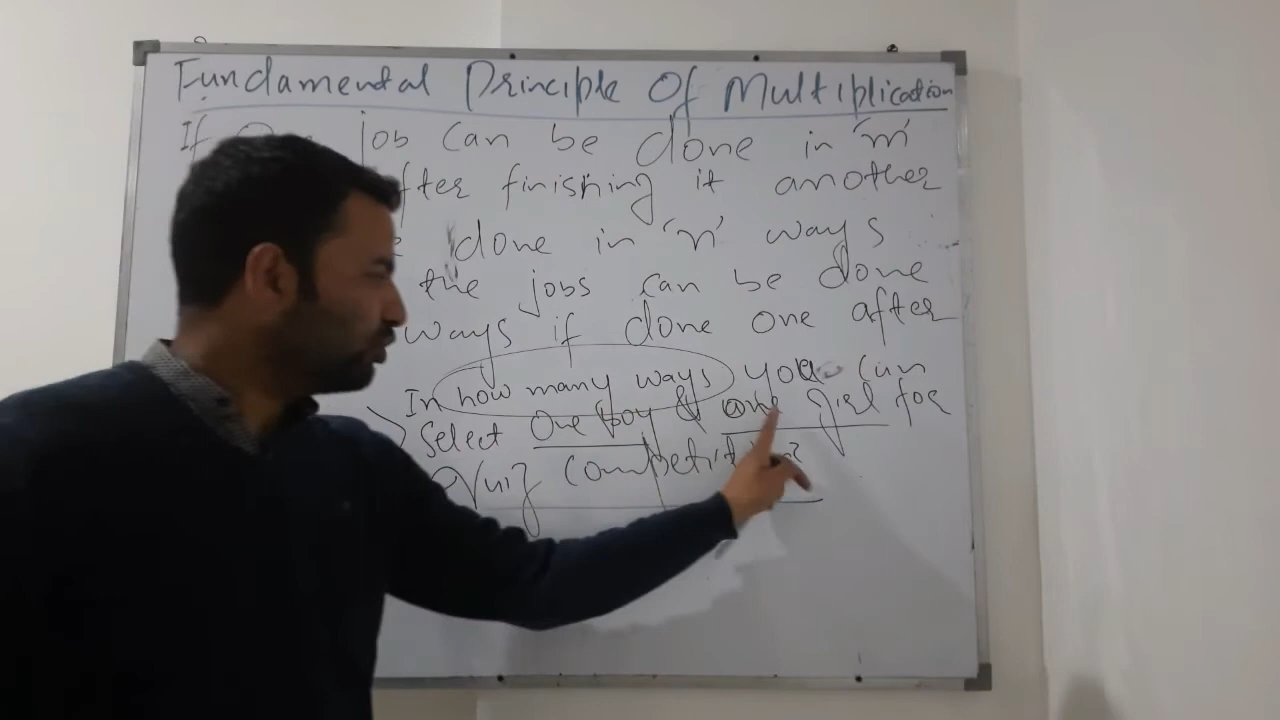 Fundamental Principle Of Multiplication
If job can be done in 'm'
finishing it another
done in 'n' ways
the jobs can be done
ways if done one after
In how many ways you can
Select One boy & one girl for
Quiz Competition?